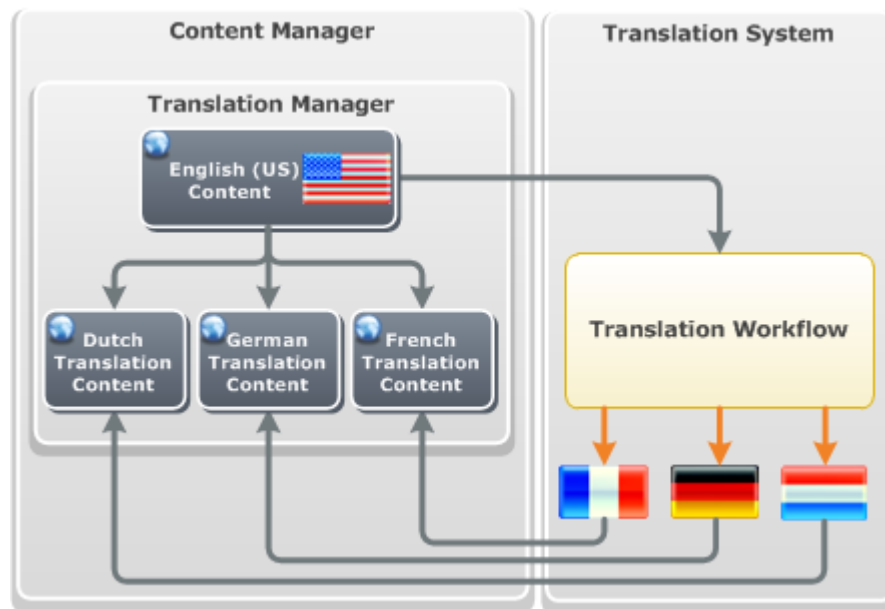 Content Manager
Translation System
Translation Manager
English (US)
Content
Dutch
Translation
Content
German
Translation
Content
French
Translation
Content
Translation Workflow